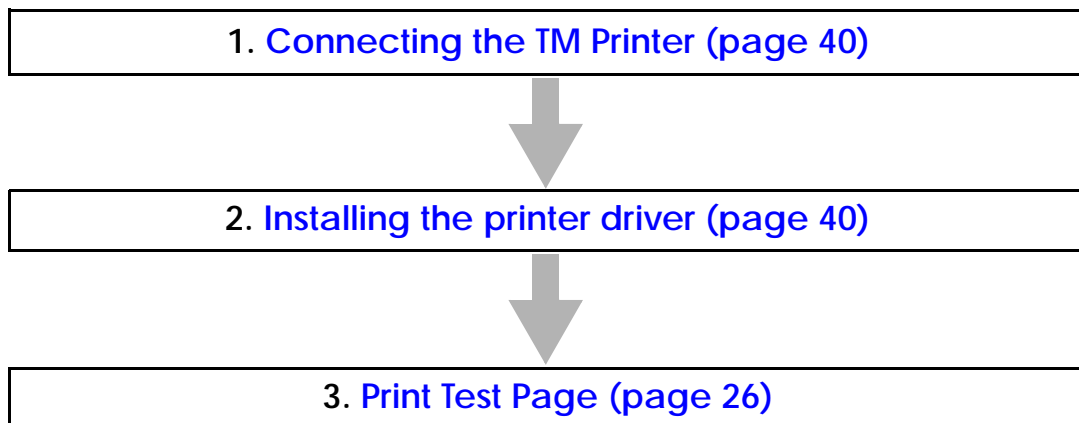 1. Connecting the TM Printer (page 40)
2. Installing the printer driver (page 40)
3. Print Test Page (page 26)